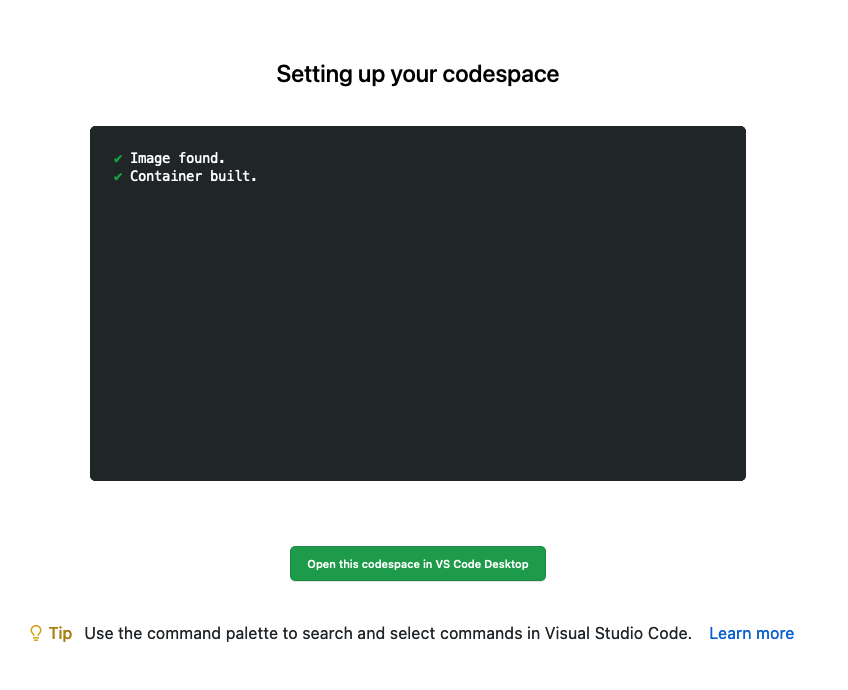 Setting up your codespace
✔ Image found.
✔ Container built.
Open this codespace in VS Code Desktop
Tip Use the command palette to search and select commands in Visual Studio Code. Learn more